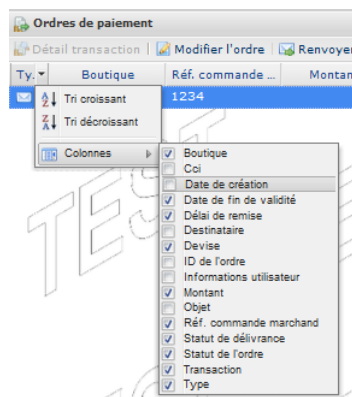 Ordres de paiement
Détail transaction Modifier l'ordre Renvoyer
Ty. Boutique Réf. commande ... Montan
1234
Tri croissant
Tri décroissant
Colonnes
Boutique
Cci
Date de création
Date de fin de validité
Délai de remise
Destinataire
Devise
ID de l'ordre
Informations utilisateur
Montant
Objet
Réf. commande marchand
Statut de délivrance
Statut de l'ordre
Transaction
Type
TEST